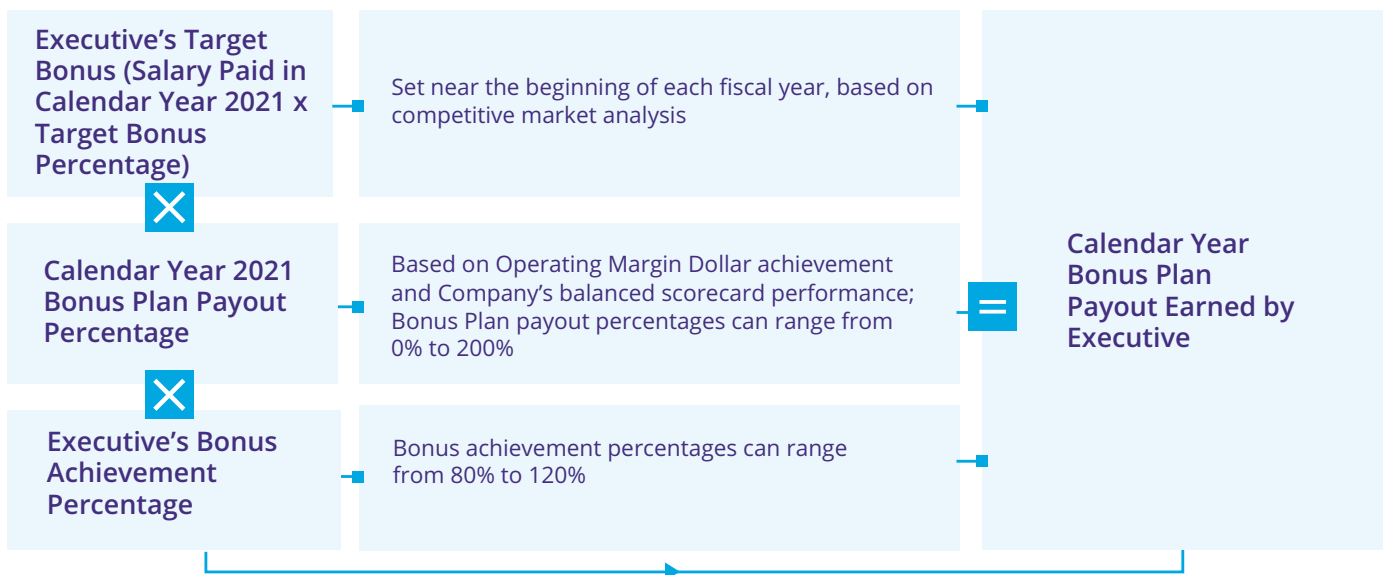 Executive's Target
Bonus (Salary Paid in
Calendar Year 2021 x
Target Bonus
Percentage)
Set near the beginning of each fiscal year, based on
competitive market analysis
Calendar Year 2021
Bonus Plan Payout
Percentage
Based on Operating Margin Dollar achievement
and Company's balanced scorecard performance;
Bonus Plan payout percentages can range from
0% to 200%
Executive's Bonus
Achievement
Percentage
Bonus achievement percentages can range
from 80% to 120%
Calendar Year
Bonus Plan
Payout Earned by
Executive